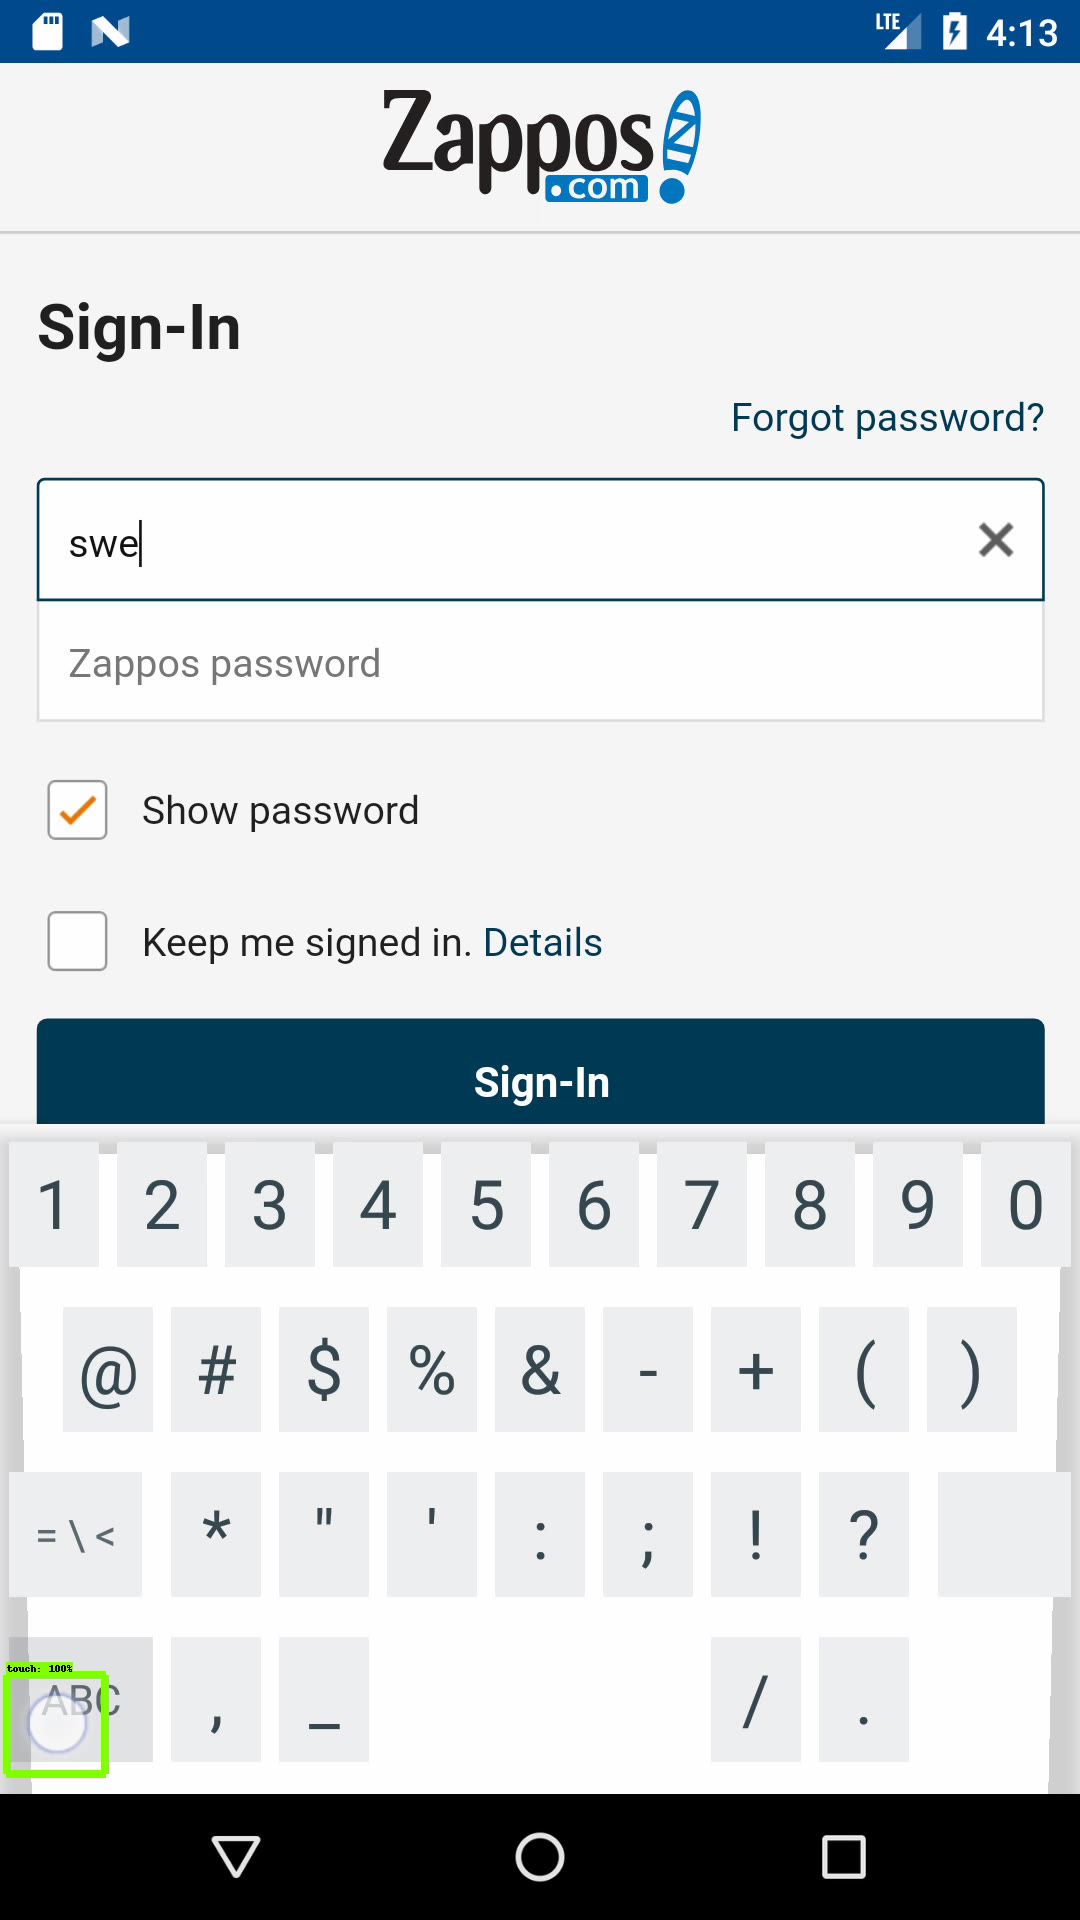 LTE 4:13
Zappos
.com
Sign-In
Forgot password?
swe
Zappos password
Show password
Keep me signed in. Details
Sign-In
1 2 3 4 5 6 7 8 9 0
@ # $ % & - + ( )
= \ < * " ' : ; ! ?
touch: 100%
ABC , _ / .